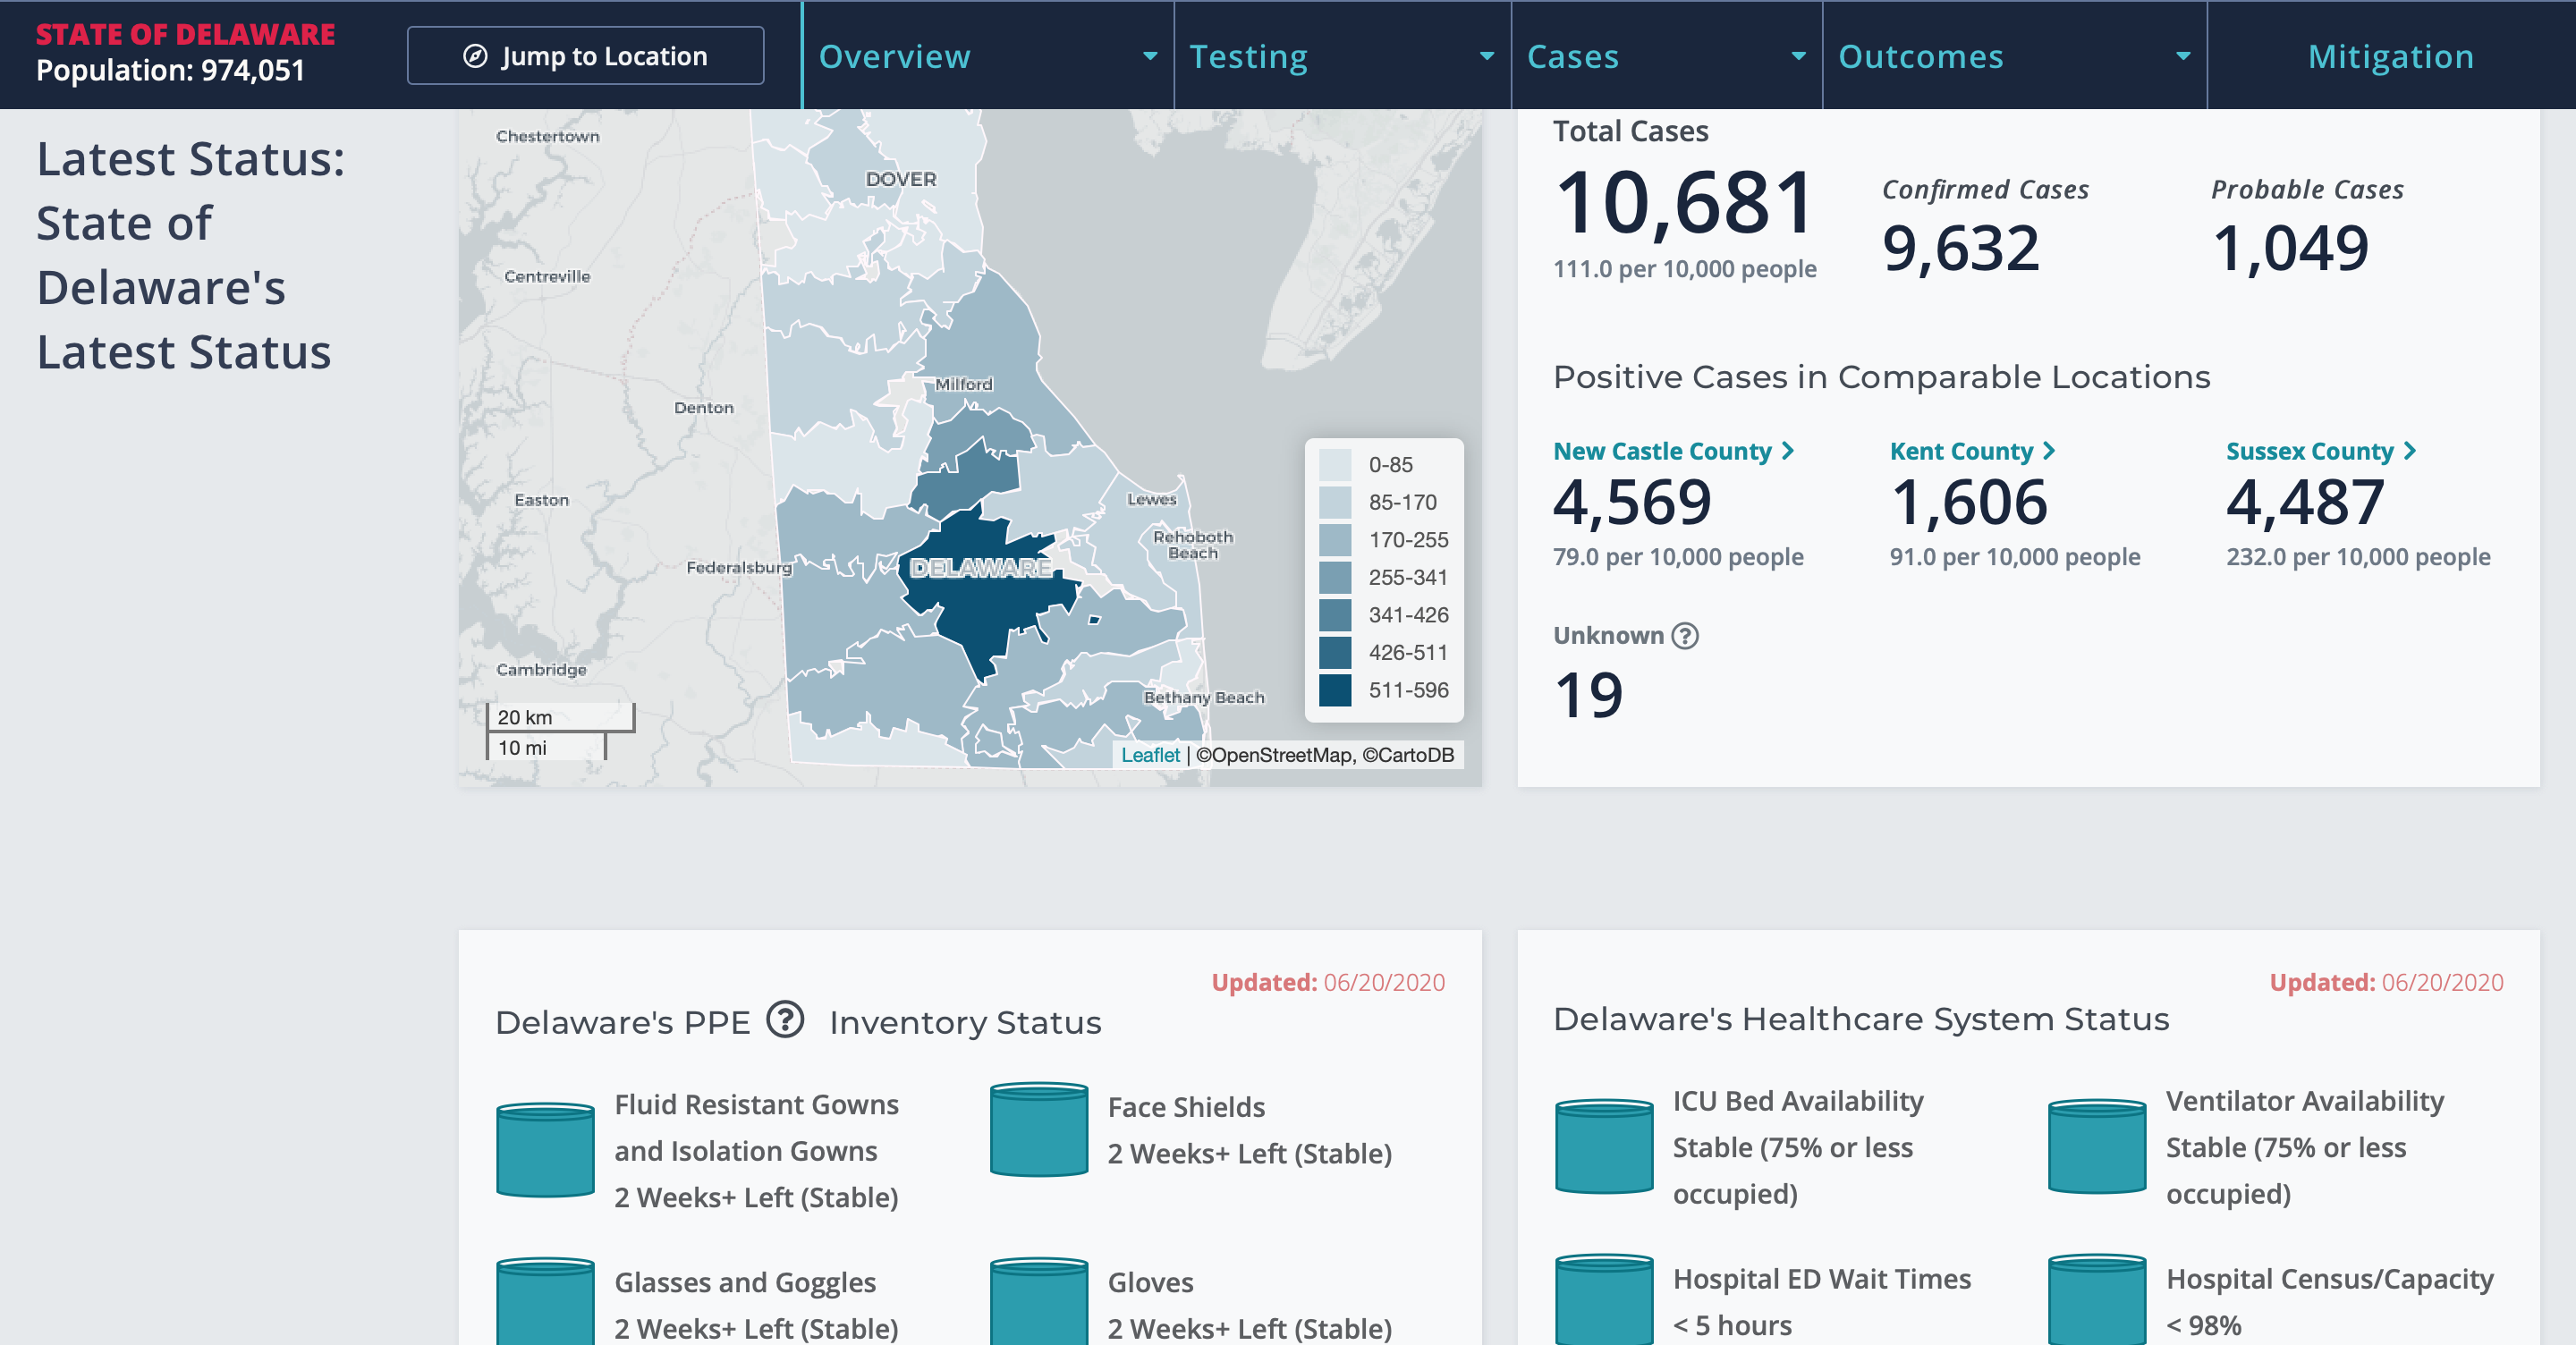 STATE OF DELAWARE
Population: 974,051
Jump to Location
Overview
Testing
Cases
Outcomes
Mitigation
Latest Status:
State of
Delaware's
Latest Status
Chestertown
DOVER
Centreville
Milford
Denton
Easton
Lewes
Rehoboth
Beach
Federalsburg
DELAWARE
Cambridge
Bethany Beach
0-85
85-170
170-255
255-341
341-426
426-511
511-596
20 km
10 mi
Leaflet | ©OpenStreetMap, ©CartoDB
Total Cases
10,681
111.0 per 10,000 people
Confirmed Cases
9,632
Probable Cases
1,049
Positive Cases in Comparable Locations
New Castle County
4,569
79.0 per 10,000 people
Kent County
1,606
91.0 per 10,000 people
Sussex County
4,487
232.0 per 10,000 people
Unknown ?
19
Updated: 06/20/2020
Delaware's PPE ? Inventory Status
Fluid Resistant Gowns
and Isolation Gowns
2 Weeks+ Left (Stable)
Face Shields
2 Weeks+ Left (Stable)
Glasses and Goggles
2 Weeks+ Left (Stable)
Gloves
2 Weeks+ Left (Stable)
Updated: 06/20/2020
Delaware's Healthcare System Status
ICU Bed Availability
Stable (75% or less
occupied)
Ventilator Availability
Stable (75% or less
occupied)
Hospital ED Wait Times
< 5 hours
Hospital Census/Capacity
< 98%